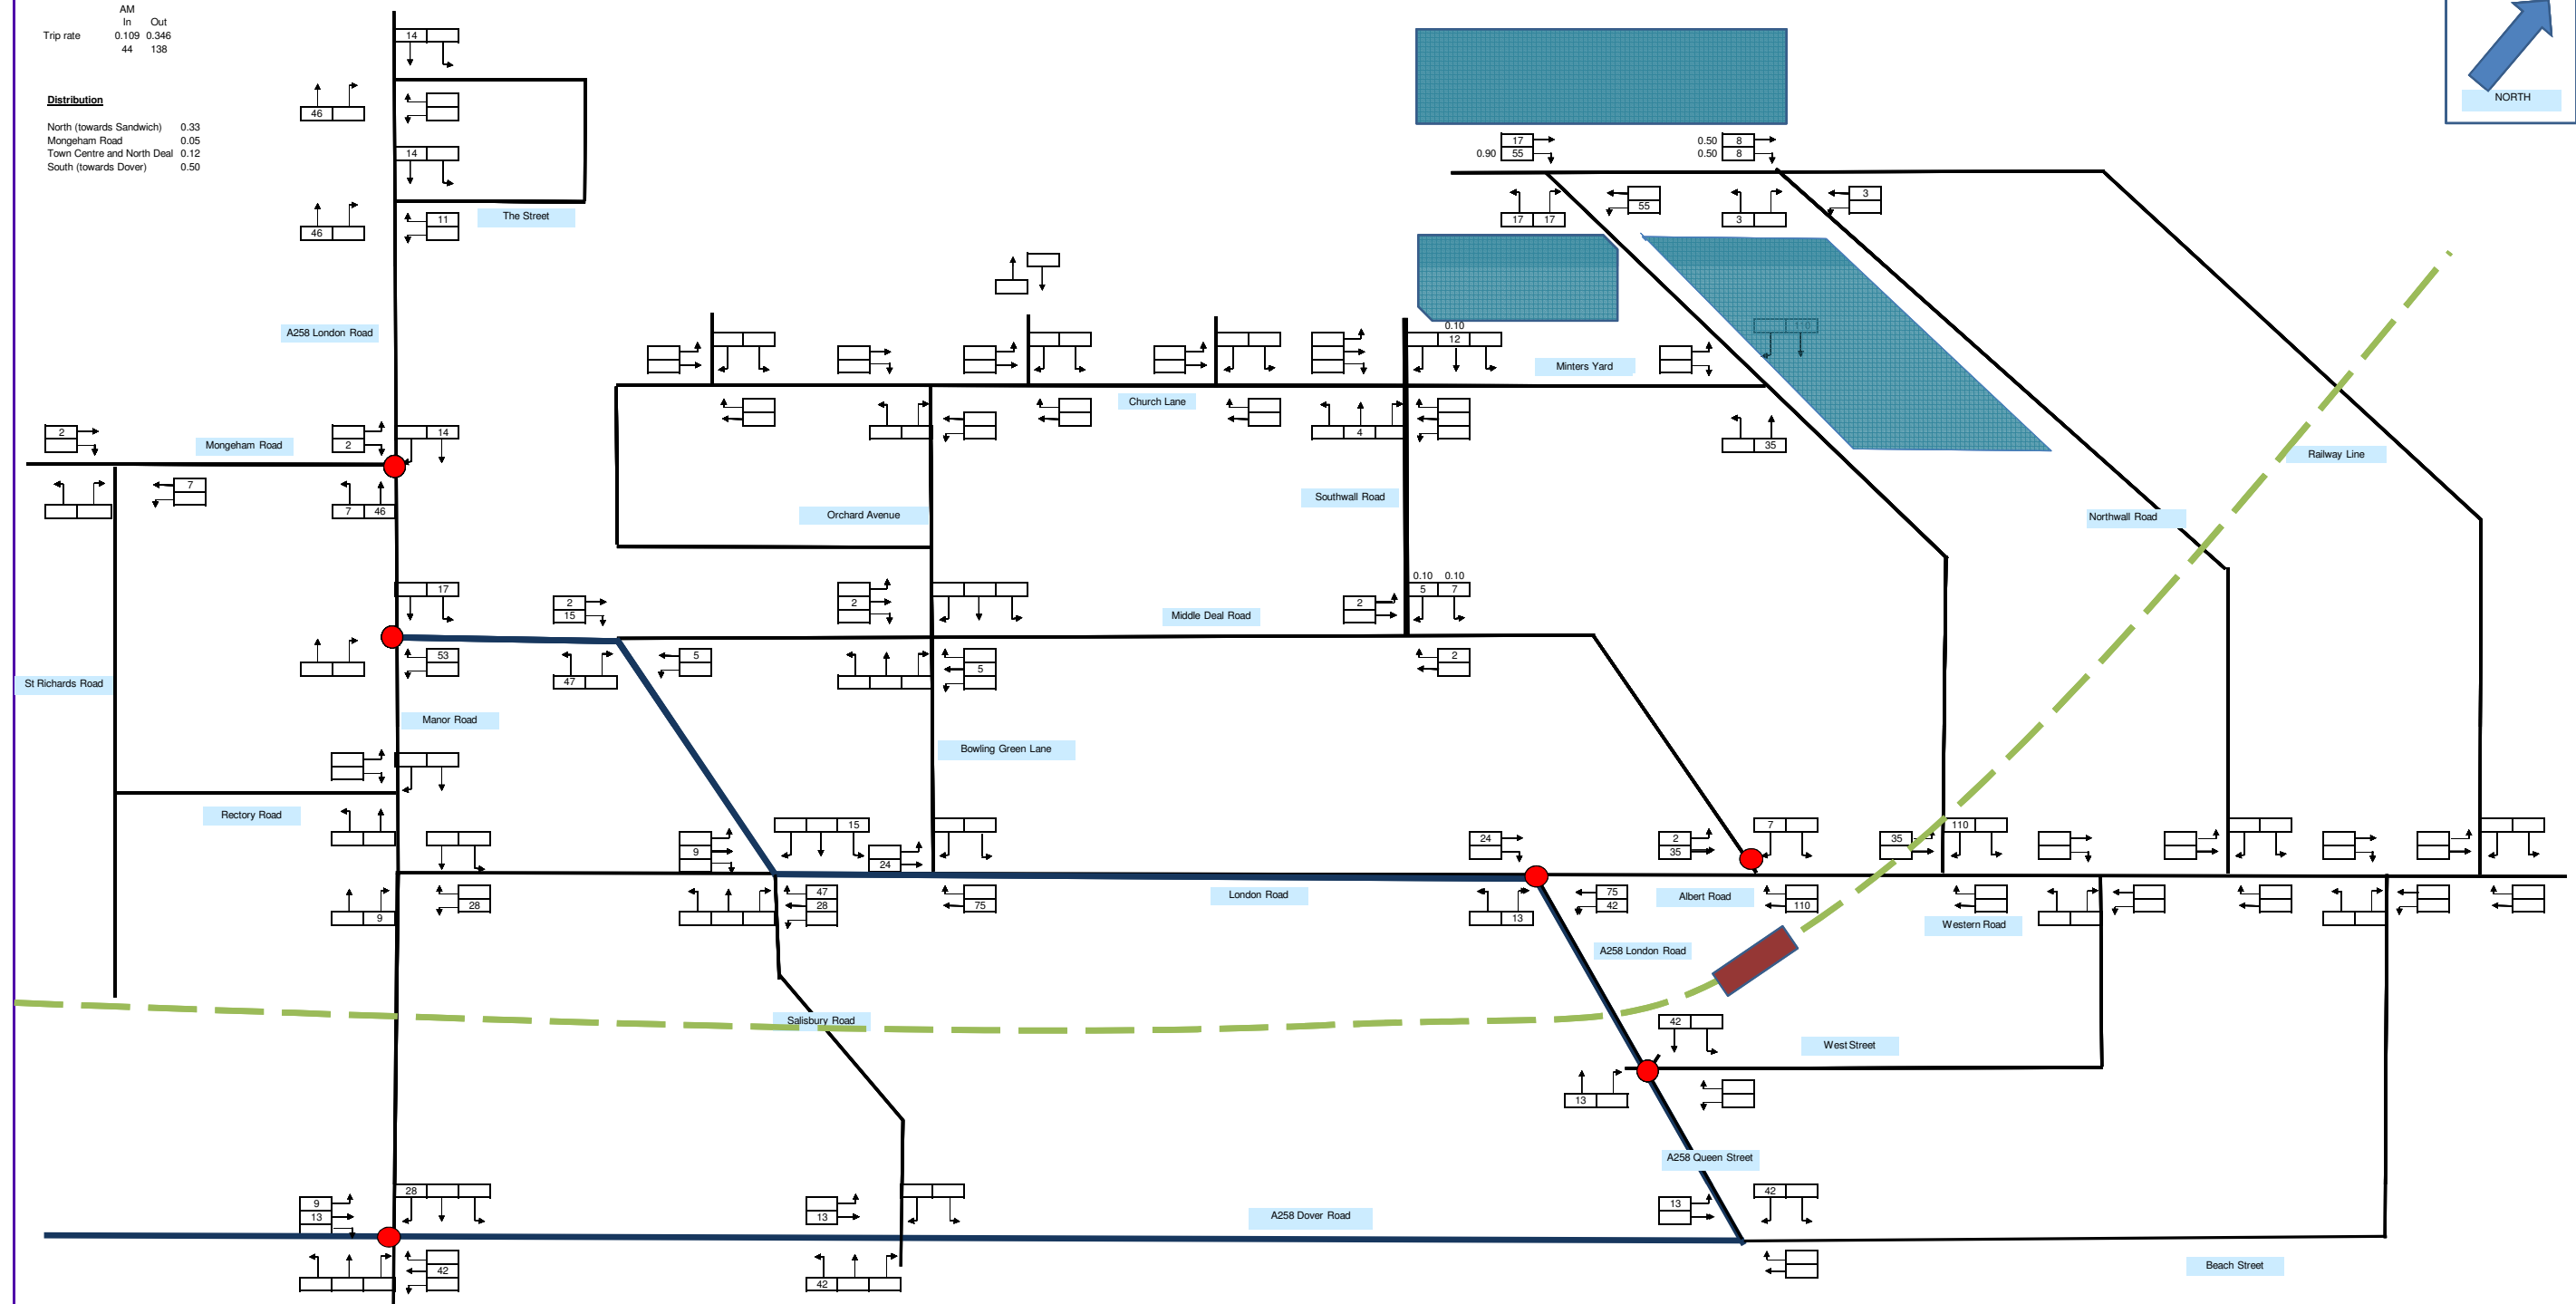 AM
In Out
Trip rate 0.109 0.346
44 138
14
NORTH
Distribution
46
North (towards Sandwich) 0.33
Mongeham Road 0.05
Town Centre and North Deal 0.12
South (towards Dover) 0.50
14
17
0.90 55
0.50 8
0.50 8
46
11
The Street
17 17
55
3
3
A258 London Road
110
0.10
12
Minters Yard
Church Lane
2
Mongeham Road
2
14
4
35
Railway Line
7
7 46
Orchard Avenue
Southwall Road
Northwall Road
17
2
15
2
Middle Deal Road
2
0.10 0.10
5 7
53
47
5
5
2
St Richards Road
Manor Road
Bowling Green Lane
Rectory Road
9
15
24
24
2
35
7
35
110
9
28
47
28
75
London Road
13
75
42
Albert Road
110
Western Road
A258 London Road
Salisbury Road
42
West Street
13
A258 Queen Street
9
13
28
13
A258 Dover Road
13
42
42
42
Beach Street